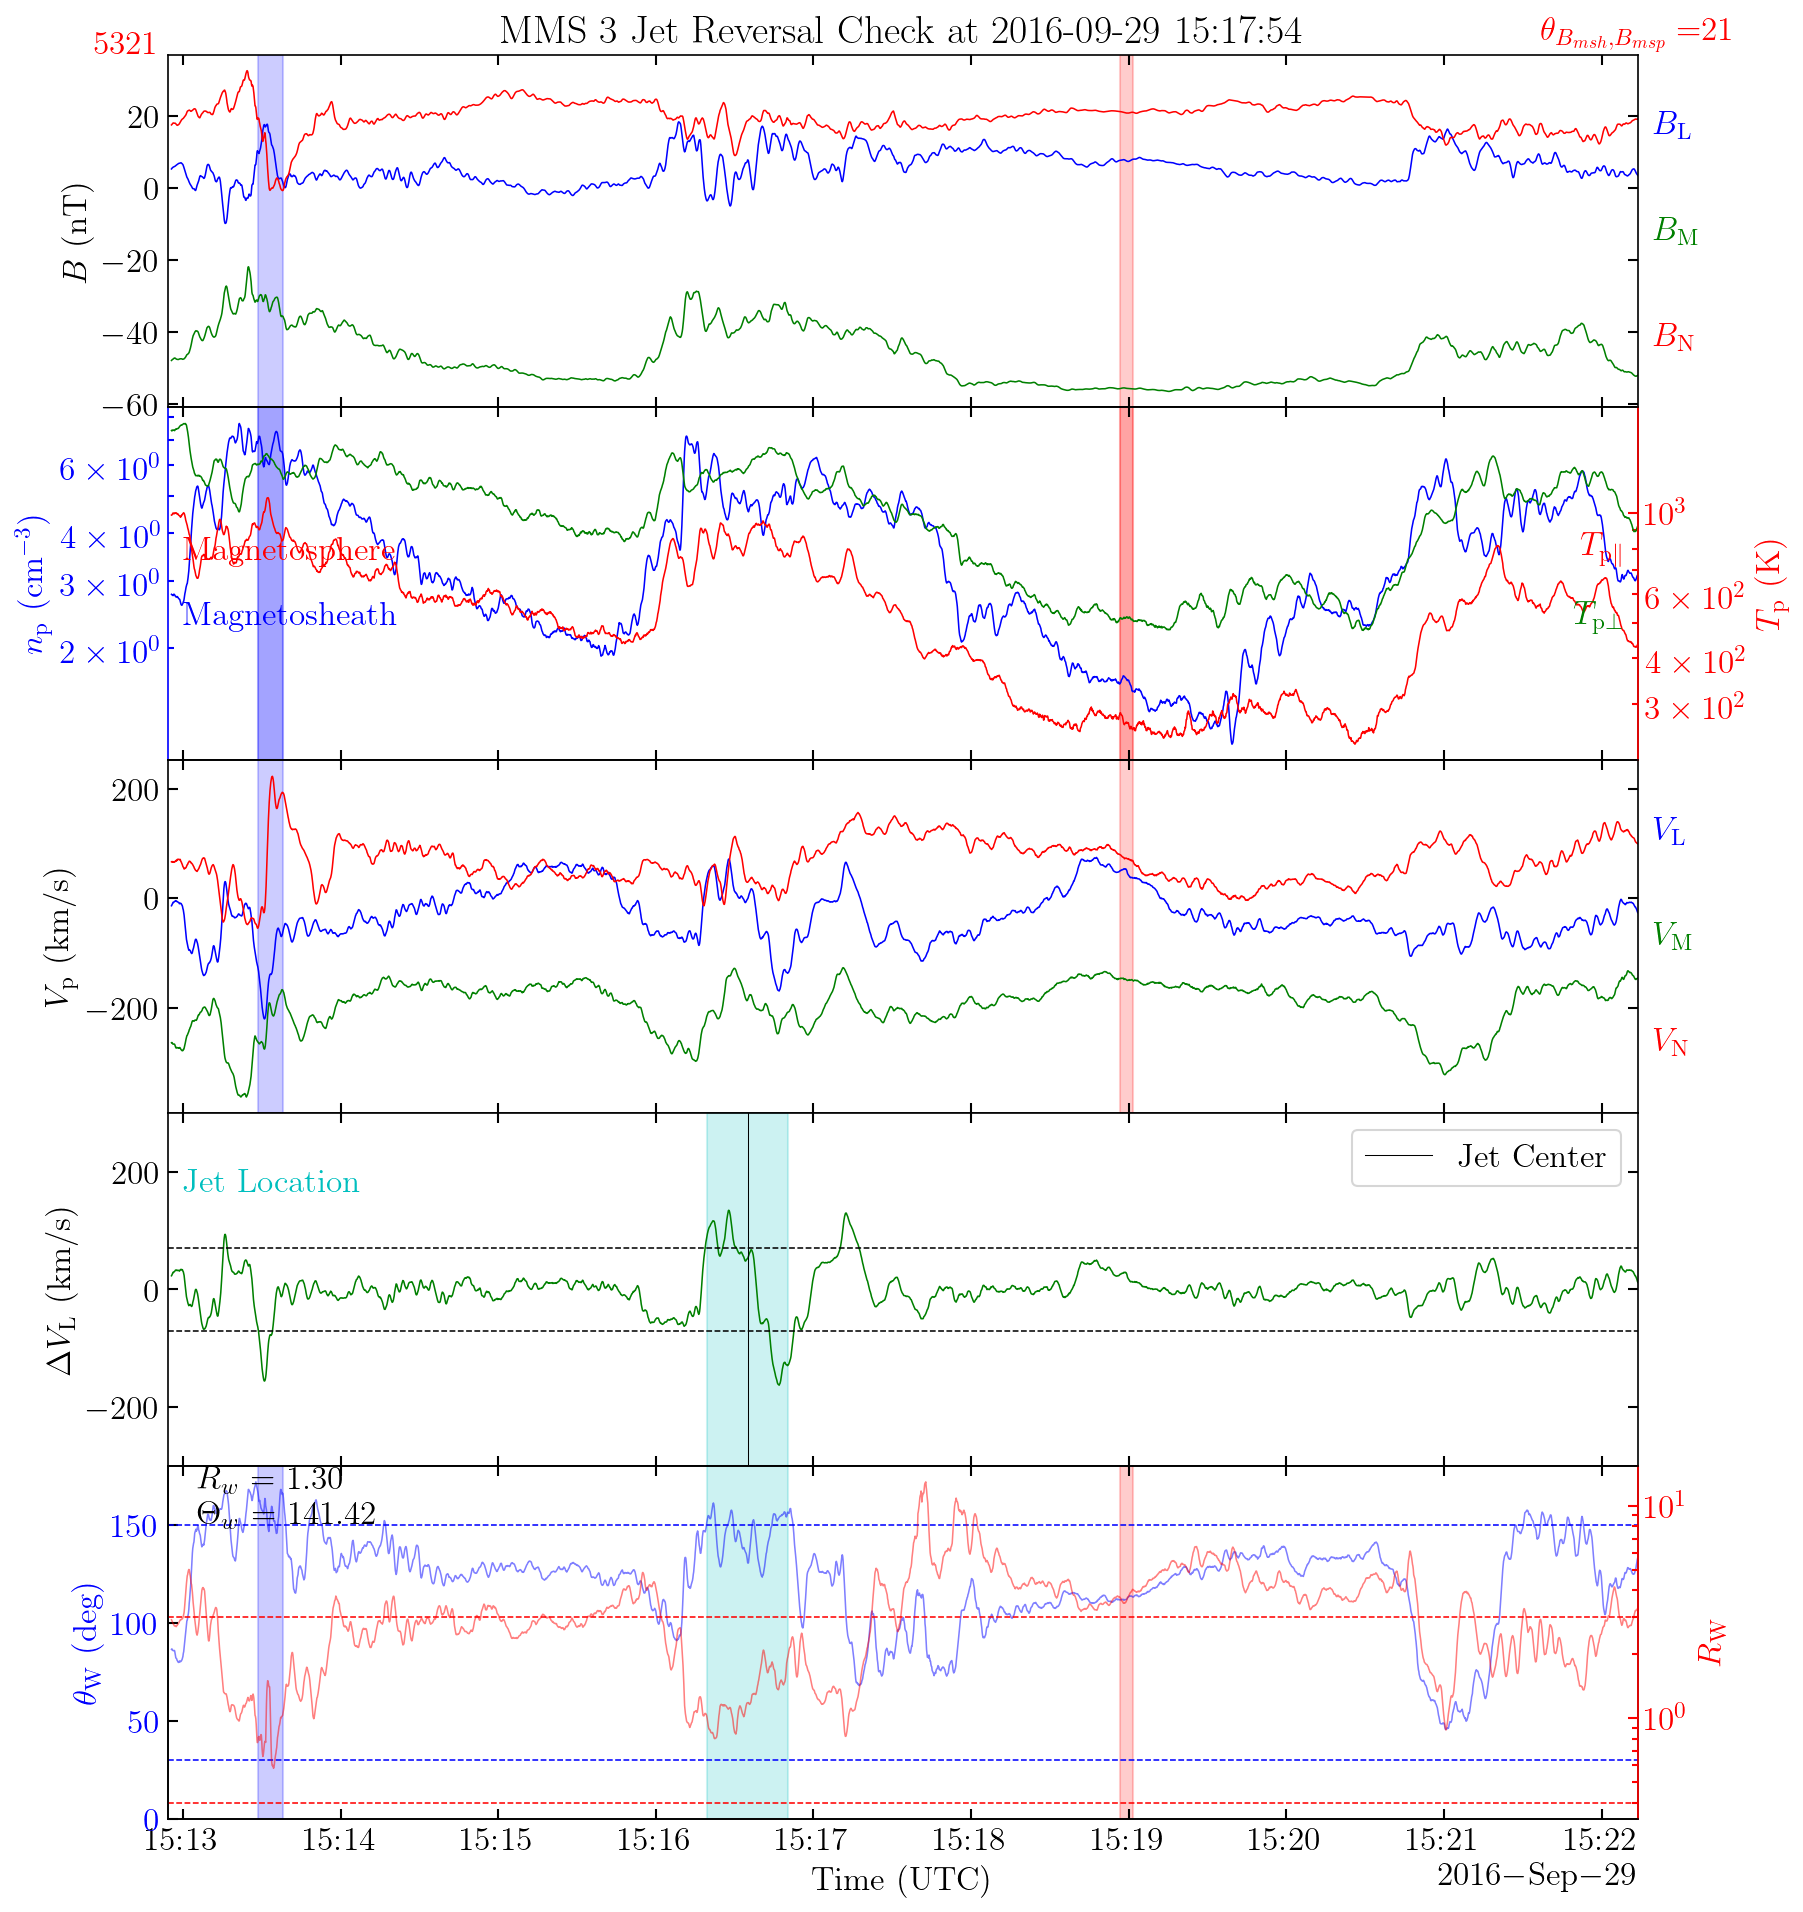 MMS 3 Jet Reversal Check at 2016-09-29 15:17:54
5321
θ_{B_{msh},B_{msp}} =21
20
0
−20
−40
−60
B (nT)
B_L
B_M
B_N
6 × 10^0
4 × 10^0
3 × 10^0
2 × 10^0
n_p (cm^{−3})
Magnetosphere
Magnetosheath
T_{p∥}
T_{p⊥}
10^3
6 × 10^2
4 × 10^2
3 × 10^2
T_p (K)
200
0
−200
V_p (km/s)
V_L
V_M
V_N
200
0
−200
ΔV_L (km/s)
Jet Location
Jet Center
R_w = 1.30
Θ_w = 141.42
150
100
50
0
θ_W (deg)
10^1
10^0
R_W
15:13 15:14 15:15 15:16 15:17 15:18 15:19 15:20 15:21 15:22
Time (UTC)
2016−Sep−29